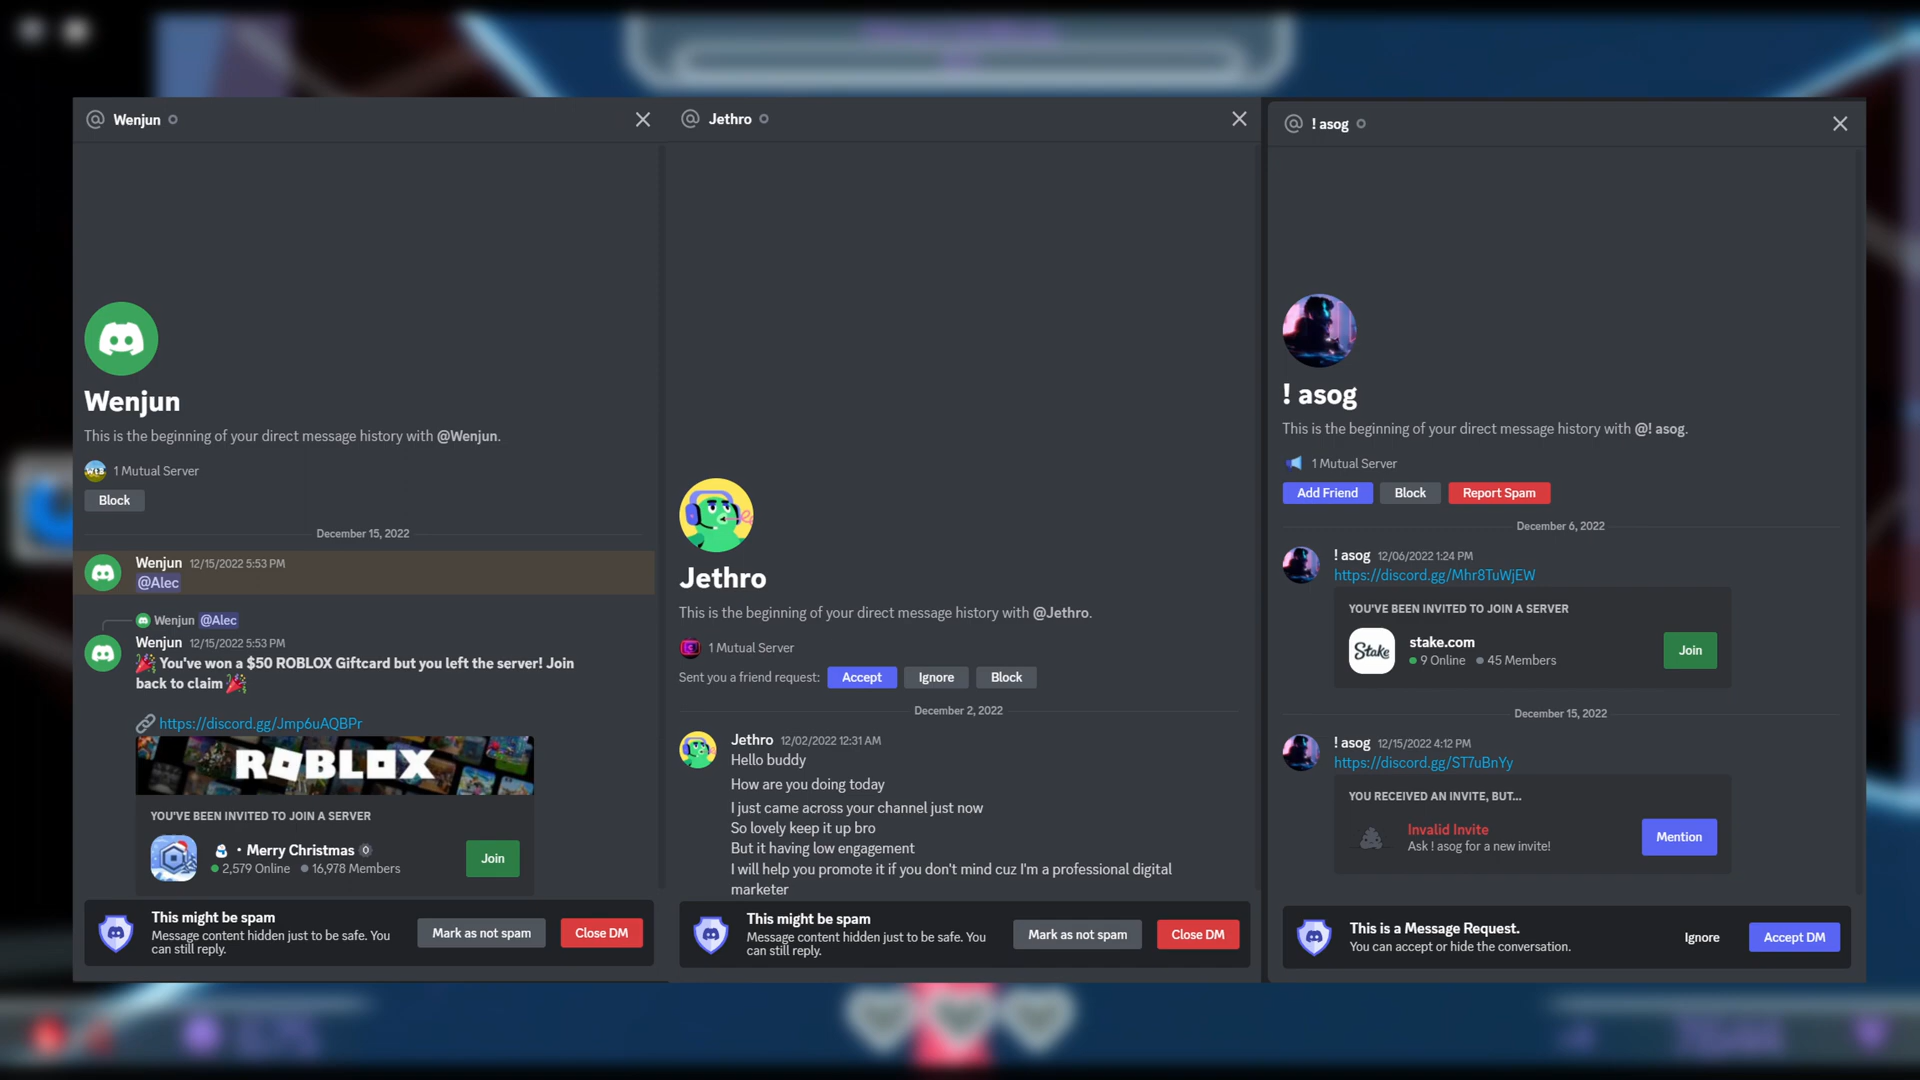 Wenjun
Wenjun
This is the beginning of your direct message history with @Wenjun.
1 Mutual Server
Block
December 15, 2022
Wenjun 12/15/2022 5:53 PM
@Alec
Wenjun @Alec
Wenjun 12/15/2022 5:53 PM
🎉 You've won a $50 ROBLOX Giftcard but you left the server! Join
back to claim 🎉
🔗 https://discord.gg/Jmp6uAQBPr
ROBLOX
YOU'VE BEEN INVITED TO JOIN A SERVER
⛄ • Merry Christmas
2,579 Online 16,978 Members
Join
This might be spam
Message content hidden just to be safe. You
can still reply.
Mark as not spam
Close DM
Jethro
Jethro
This is the beginning of your direct message history with @Jethro.
1 Mutual Server
Sent you a friend request: Accept Ignore Block
December 2, 2022
Jethro 12/02/2022 12:31 AM
Hello buddy
How are you doing today
I just came across your channel just now
So lovely keep it up bro
But it having low engagement
I will help you promote it if you don't mind cuz I'm a professional digital
marketer
This might be spam
Message content hidden just to be safe. You
can still reply.
Mark as not spam
Close DM
! asog
! asog
This is the beginning of your direct message history with @! asog.
1 Mutual Server
Add Friend Block Report Spam
December 6, 2022
! asog 12/06/2022 1:24 PM
https://discord.gg/Mhr8TuWjEW
YOU'VE BEEN INVITED TO JOIN A SERVER
Stake
stake.com
9 Online 45 Members
Join
December 15, 2022
! asog 12/15/2022 4:12 PM
https://discord.gg/ST7uBnYy
YOU RECEIVED AN INVITE, BUT...
Invalid Invite
Ask ! asog for a new invite!
Mention
This is a Message Request.
You can accept or hide the conversation.
Ignore
Accept DM